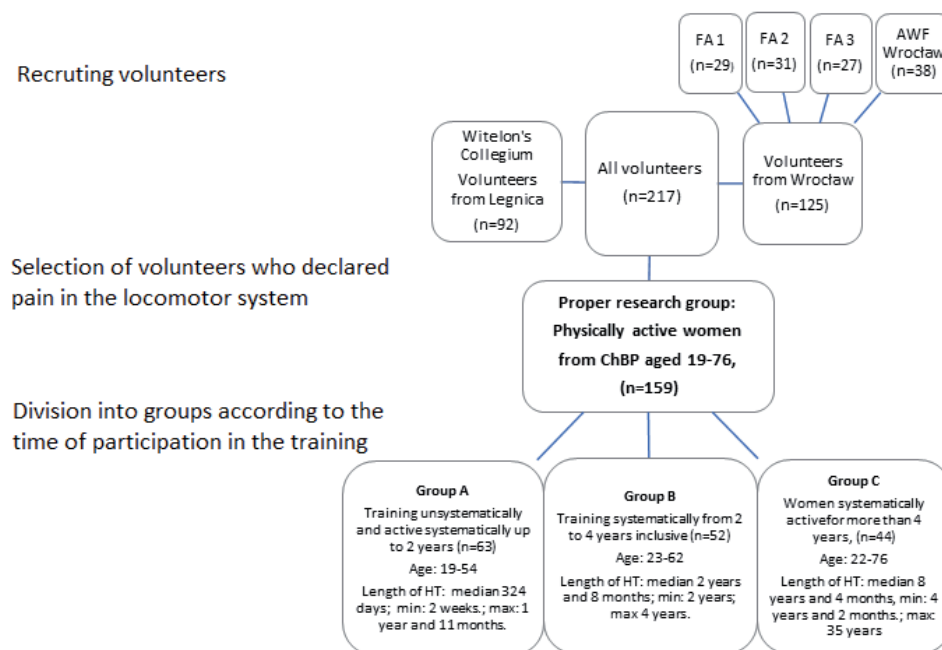 Recruting volunteers
FA 1
(n=29)
FA 2
(n=31)
FA 3
(n=27)
AWF
Wrocław
(n=38)
Witelon's
Collegium
Volunteers
from Legnica
(n=92)
All volunteers
(n=217)
Volunteers
from Wrocław
(n=125)
Selection of volunteers who declared
pain in the locomotor system
Proper research group:
Physically active women
from ChBP aged 19-76,
(n=159)
Division into groups according to the
time of participation in the training
Group A
Training unsystematically
and active systematically up
to 2 years (n=63)
Age: 19-54
Length of HT: median 324
days; min: 2 weeks.; max: 1
year and 11 months.
Group B
Training systematically from 2
to 4 years inclusive (n=52)
Age: 23-62
Length of HT: median 2 years
and 8 months; min: 2 years;
max 4 years.
Group C
Women systematically
activefor more than 4
years, (n=44)
Age: 22-76
Length of HT: median 8
years and 4 months, min: 4
years and 2 months.; max:
35 years